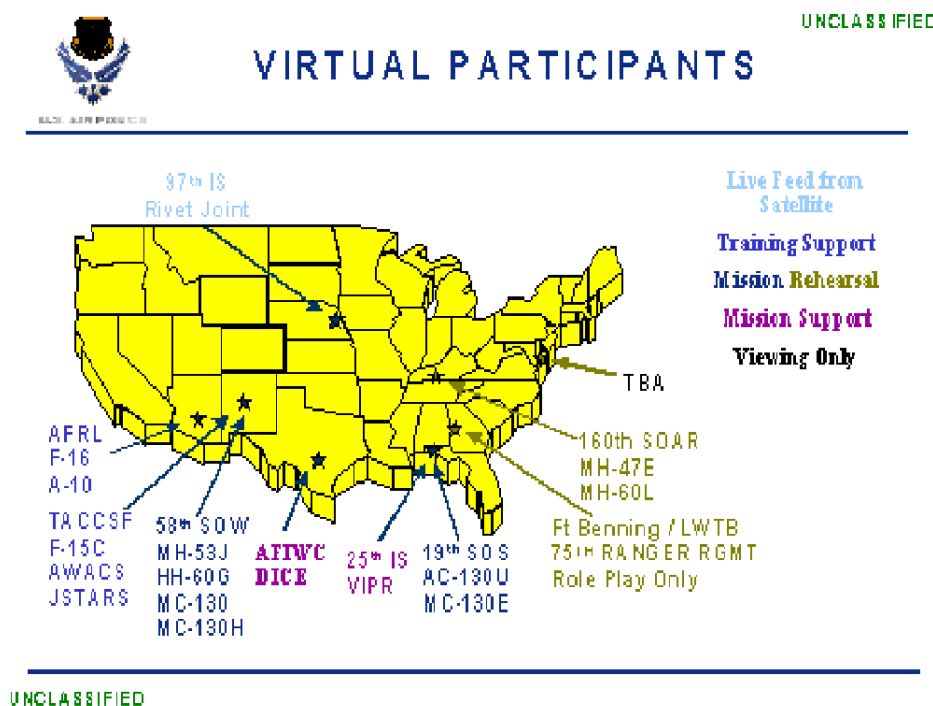 UNCLASSIFIED
VIRTUAL PARTICIPANTS
U.S. AIR FORCE
97th IS
Rivet Joint
Live Feed from
Satellite
Training Support
Mission Rehearsal
Mission Support
Viewing Only
TBA
AFRL
F-16
A-10
TACCSF
F-15C
AWACS
JSTARS
58th SOW
MH-53J
HH-60G
MC-130
MC-130H
AFIWC
DICE
25th IS
VIPR
19th SOS
AC-130U
MC-130E
160th SOAR
MH-47E
MH-60L
Ft Benning / LWTB
75TH RANGER RGMT
Role Play Only
UNCLASSIFIED